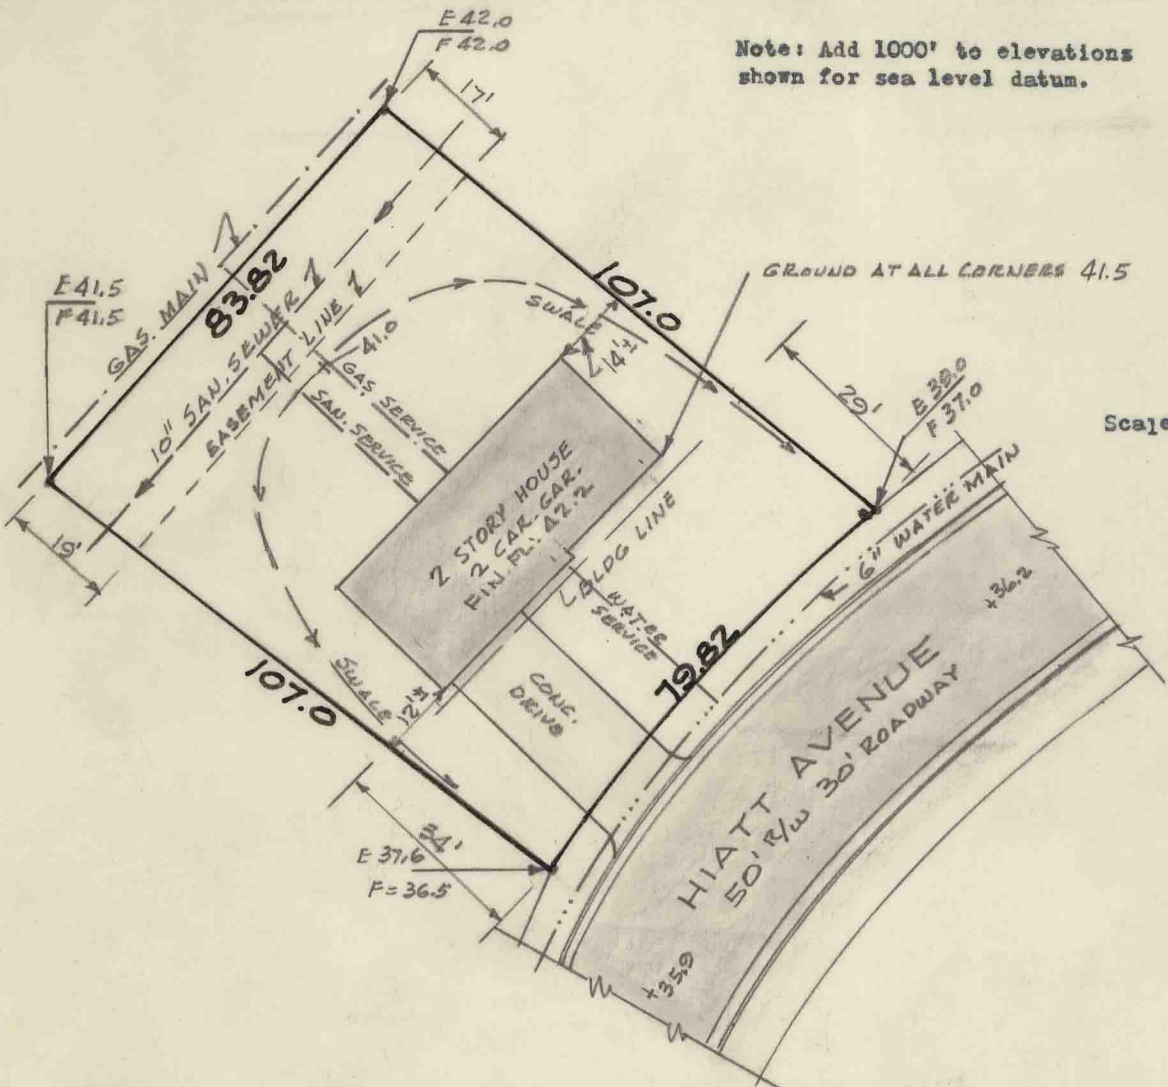 E 42.0
F 42.0
Note: Add 1000' to elevations
shown for sea level datum.
17'
GROUND AT ALL CORNERS 41.5
E 41.5
F 41.5
GAS. MAIN
83.82
10" SAN. SEWER
EASEMENT LINE
107.0
SWALE
14'±
41.0
GAS SERVICE
SAN. SERVICE
29'
E 38.0
F 37.0
Scale
2 STORY HOUSE
2 CAR. GAR.
FIN. FL. 42.2
BLDG LINE
6" WATER MAIN
19'
WATER
SERVICE
+36.2
79.82
107.0
SWALE
12'±
CONC.
DRIVE
HIATT AVENUE
50' R/W 30' ROADWAY
34'
E 37.6
F=36.5
+35.9